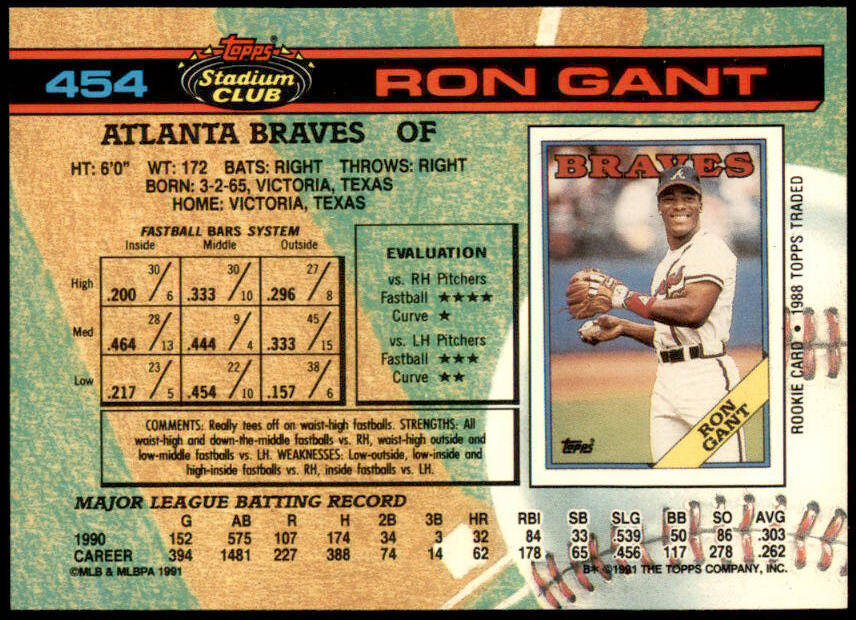 454
Topps®
Stadium
CLUB
RON GANT
ATLANTA BRAVES OF
HT: 6'0" WT: 172 BATS: RIGHT THROWS: RIGHT
BORN: 3-2-65, VICTORIA, TEXAS
HOME: VICTORIA, TEXAS
FASTBALL BARS SYSTEM
Inside Middle Outside
High .200 30/6 .333 30/10 .296 27/8
Med .464 28/13 .444 9/4 .333 45/15
Low .217 23/5 .454 22/10 .157 38/6
EVALUATION
vs. RH Pitchers
Fastball ★★★★
Curve ★
vs. LH Pitchers
Fastball ★★★
Curve ★★
COMMENTS: Really tees off on waist-high fastballs. STRENGTHS: All
waist-high and down-the-middle fastballs vs. RH, waist-high outside and
low-middle fastballs vs. LH. WEAKNESSES: Low-outside, low-inside and
high-inside fastballs vs. RH, inside fastballs vs. LH.
BRAVES
A
RON
GANT
Topps
ROOKIE CARD • 1988 TOPPS TRADED
MAJOR LEAGUE BATTING RECORD
G AB R H 2B 3B HR RBI SB SLG BB SO AVG
1990 152 575 107 174 34 3 32 84 33 .539 50 86 .303
CAREER 394 1481 227 388 74 14 62 178 65 .456 117 278 .262
©MLB & MLBPA 1991
B* ©1991 THE TOPPS COMPANY, INC.